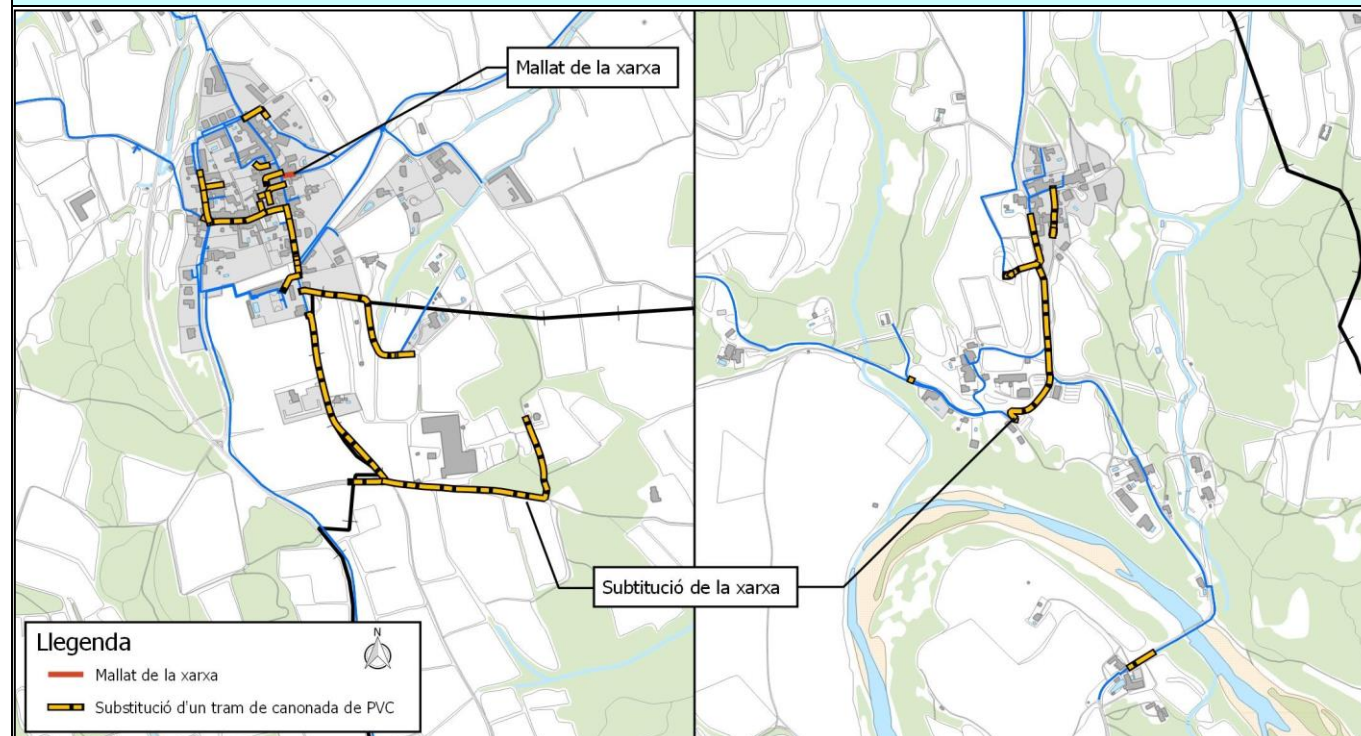 Mallat de la xarxa
Subtitució de la xarxa
Llegenda
N
Mallat de la xarxa
Substitució d'un tram de canonada de PVC